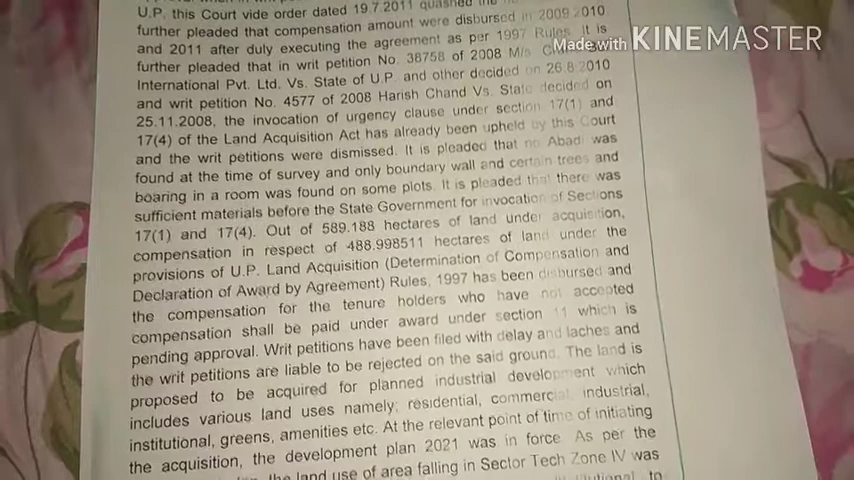 U.P. this Court vide order dated 19.7.2011 quashed the
further pleaded that compensation amount were disbursed in 2009 2010
and 2011 after duly executing the agreement as per 1997 Rules. It is
further pleaded that in writ petition No. 38758 of 2008 M/s
International Pvt. Ltd. Vs. State of U.P. and other decided on 26.8.2010
and writ petition No. 4577 of 2008 Harish Chand Vs. State decided on
25.11.2008, the invocation of urgency clause under section 17(1) and
17(4) of the Land Acquisition Act has already been upheld by this Court
and the writ petitions were dismissed. It is pleaded that no Abadi was
found at the time of survey and only boundary wall and certain trees and
boaring in a room was found on some plots. It is pleaded that there was
sufficient materials before the State Government for invocation of Sections
17(1) and 17(4). Out of 589.188 hectares of land under acquisition,
compensation in respect of 488.998511 hectares of land under the
provisions of U.P. Land Acquisition (Determination of Compensation and
Declaration of Award by Agreement) Rules, 1997 has been disbursed and
the compensation for the tenure holders who have not accepted
compensation shall be paid under award under section 11 which is
pending approval. Writ petitions have been filed with delay and laches and
the writ petitions are liable to be rejected on the said ground. The land is
proposed to be acquired for planned industrial development which
includes various land uses namely; residential, commercial, industrial,
institutional, greens, amenities etc. At the relevant point of time of initiating
the acquisition, the development plan 2021 was in force. As per the
the land use of area falling in Sector Tech Zone IV was
to
Made with KINEMASTER